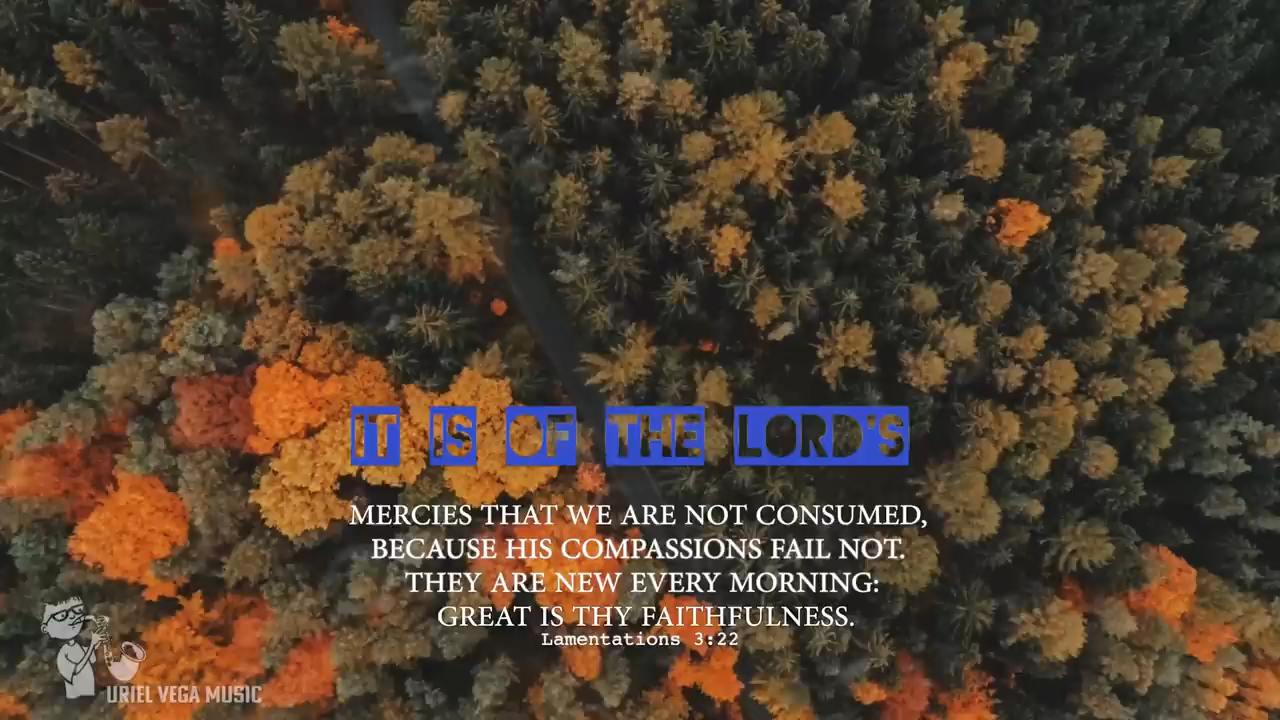 IT IS OF THE LORD'S
MERCIES THAT WE ARE NOT CONSUMED,
BECAUSE HIS COMPASSIONS FAIL NOT.
THEY ARE NEW EVERY MORNING:
GREAT IS THY FAITHFULNESS.
Lamentations 3:22
URIEL VEGA MUSIC